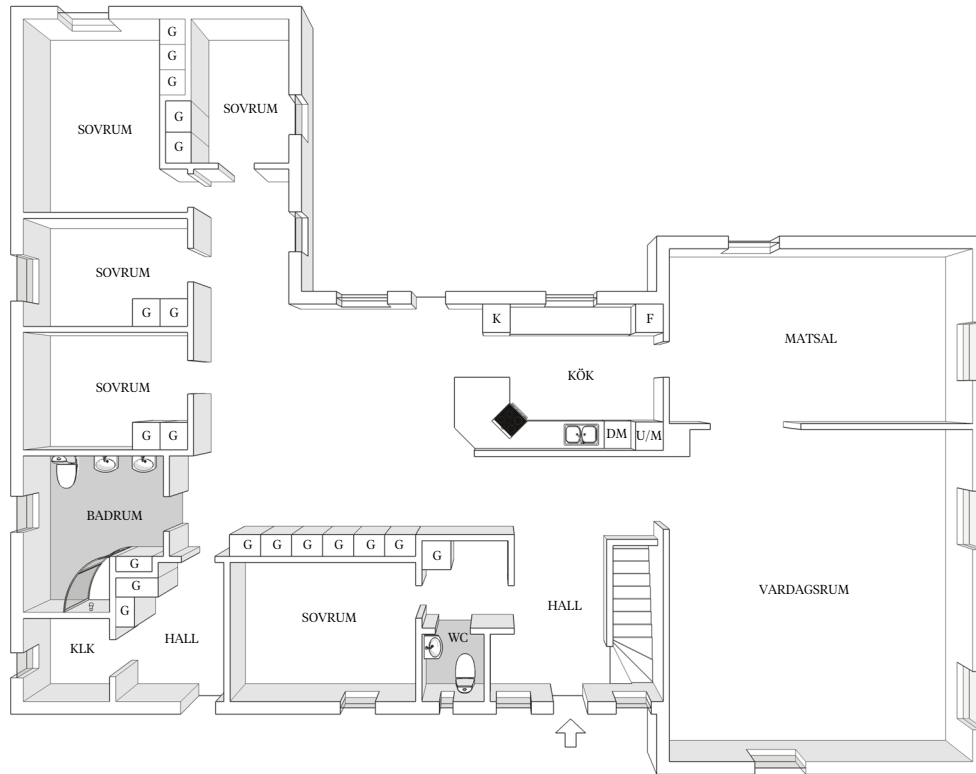 G
G
G
G
G
SOVRUM
SOVRUM
SOVRUM
G G
K
F
KÖK
MATSAL
SOVRUM
G G
DM
U/M
BADRUM
G G G G G G
G
G
G
G
SOVRUM
HALL
VARDAGSRUM
KLK
HALL
WC